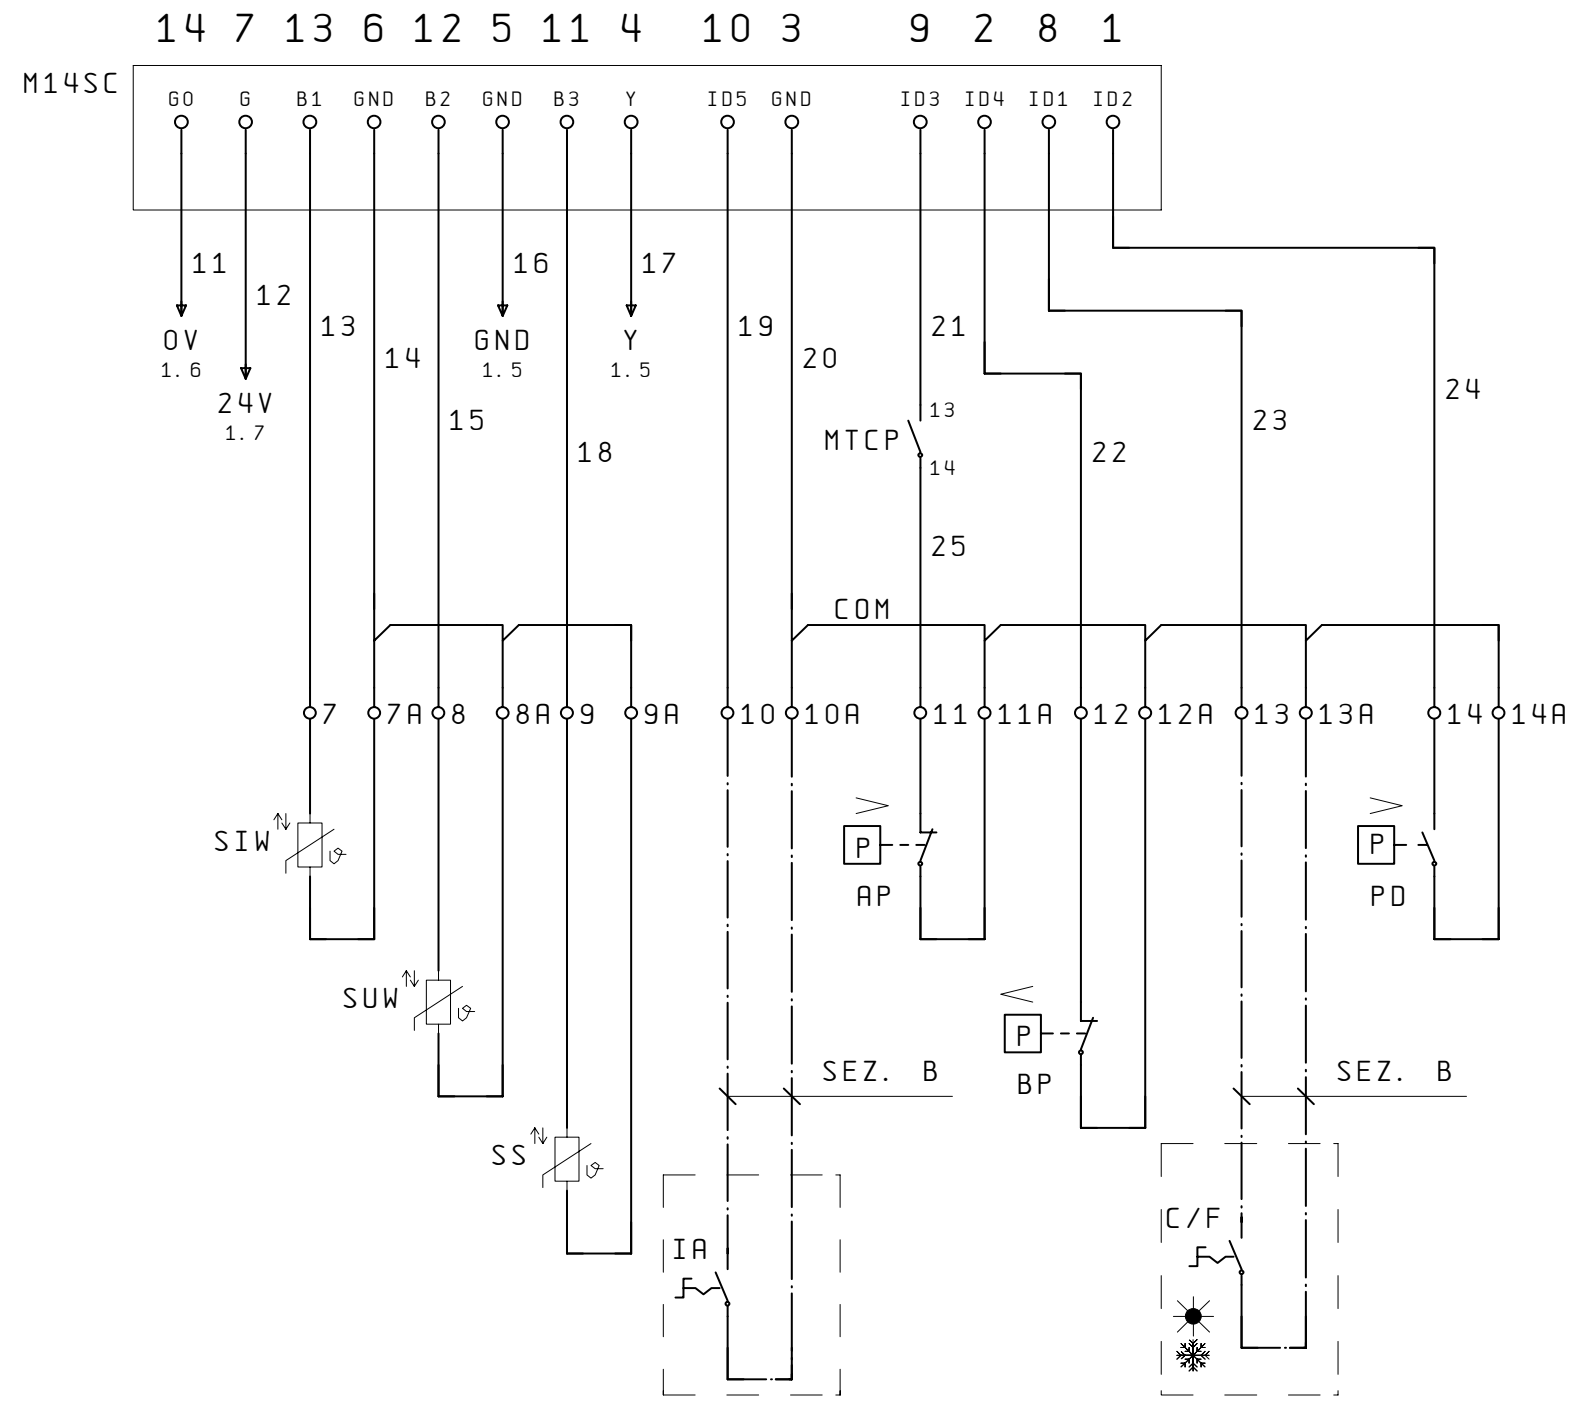 14 7 13 6 12 5 11 4 10 3 9 2 8 1
M14SC
G0 G B1 GND B2 GND B3 Y ID5 GND ID3 ID4 ID1 ID2
11 16 17
12
13 19 21
0V GND Y
14 20
1.6 1.5 1.5
24V 24
13
15 23
1.7
MTCP
18 22
14
25
COM
7 7A 8 8A 9 9A 10 10A 11 11A 12 12A 13 13A 14 14A
> >
SIW P P
AP PD
SUW <
P
SEZ. B SEZ. B
BP
SS
C/F
IA